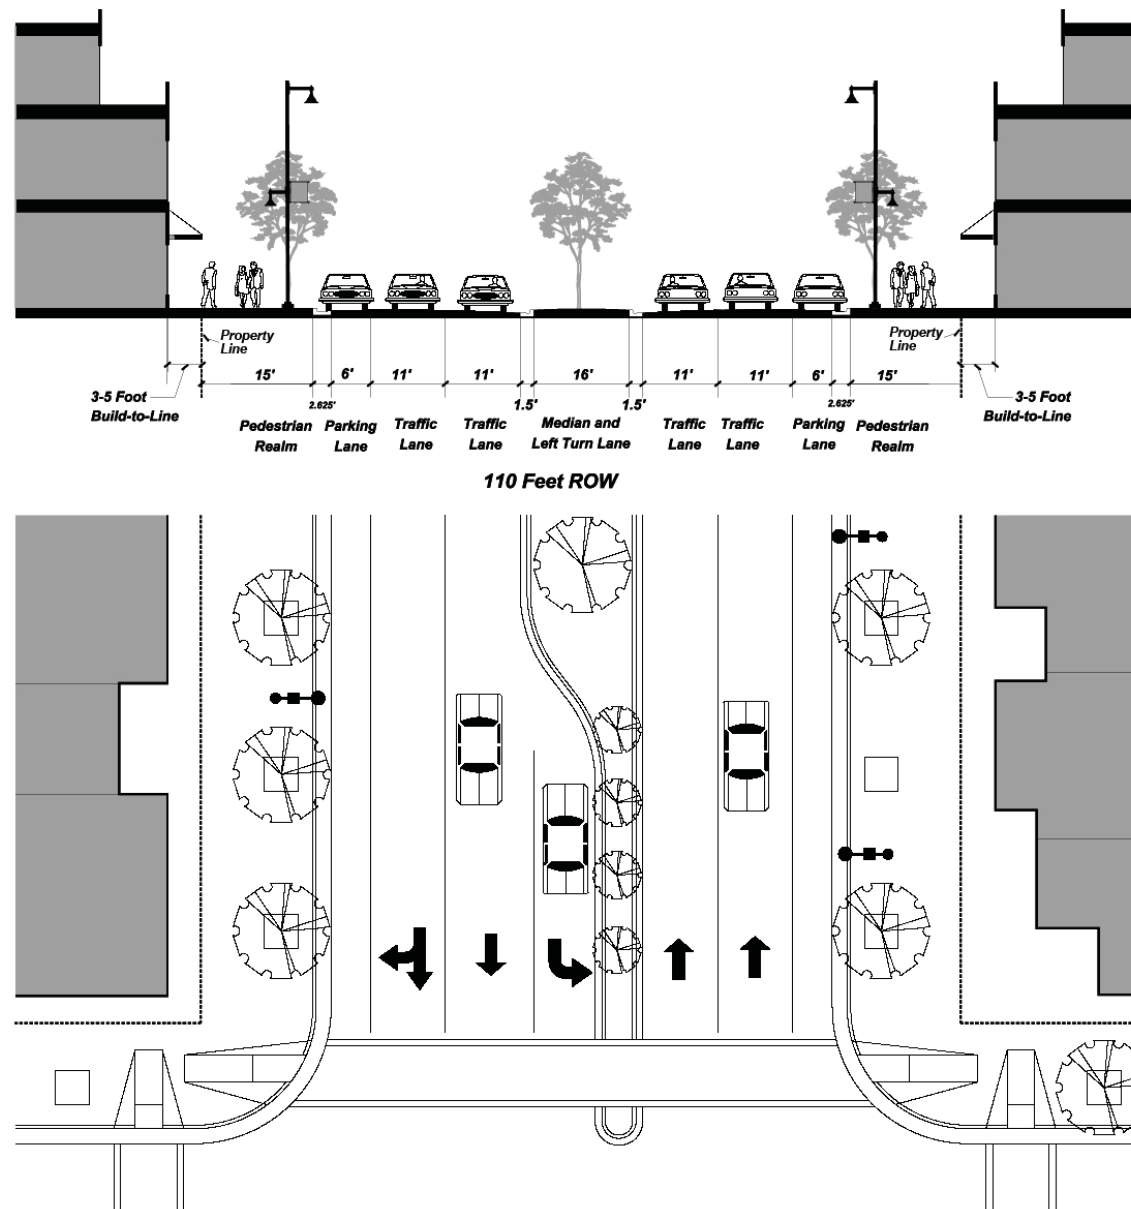 Property
Line
Property
Line
15' 6' 11' 11' 16' 11' 11' 6' 15'
3-5 Foot
Build-to-Line
2.625' 1.5' 1.5' 2.625'
3-5 Foot
Build-to-Line
Pedestrian
Realm
Parking
Lane
Traffic
Lane
Traffic
Lane
Median and
Left Turn Lane
Traffic
Lane
Traffic
Lane
Parking
Lane
Pedestrian
Realm
110 Feet ROW